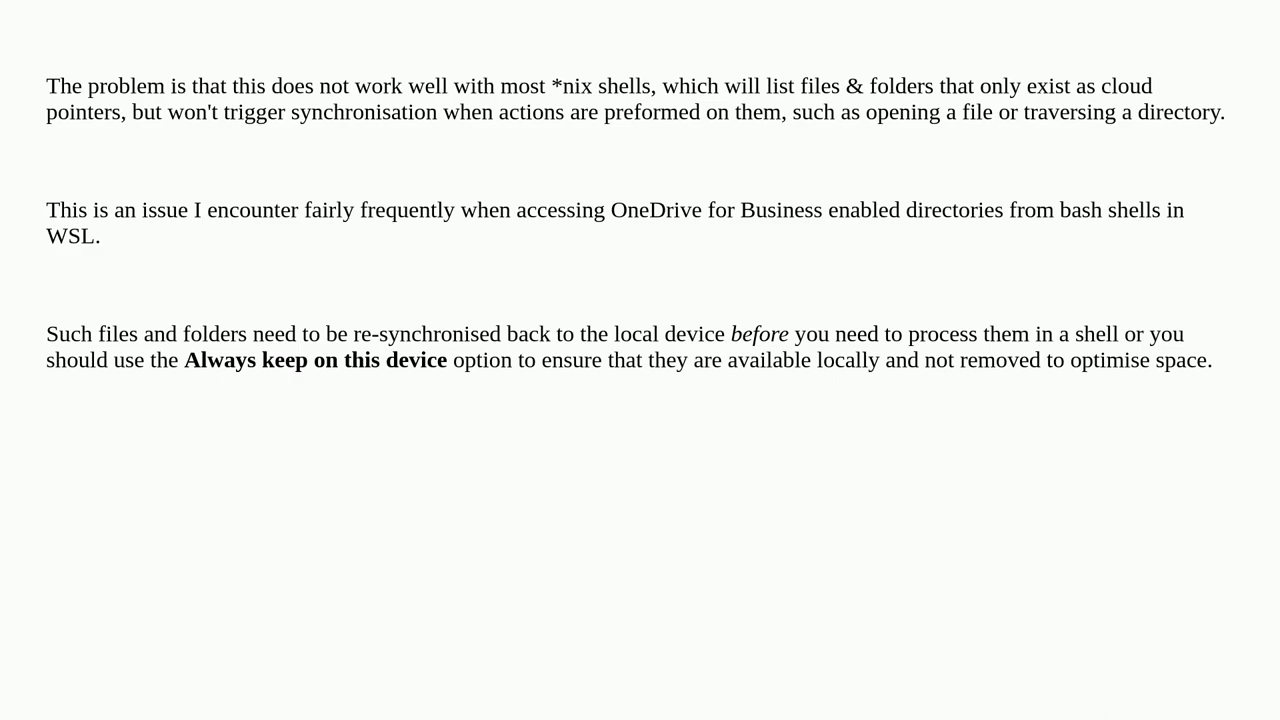 The problem is that this does not work well with most *nix shells, which will list files & folders that only exist as cloud
pointers, but won't trigger synchronisation when actions are preformed on them, such as opening a file or traversing a directory.
This is an issue I encounter fairly frequently when accessing OneDrive for Business enabled directories from bash shells in
WSL.
Such files and folders need to be re-synchronised back to the local device before you need to process them in a shell or you
should use the Always keep on this device option to ensure that they are available locally and not removed to optimise space.